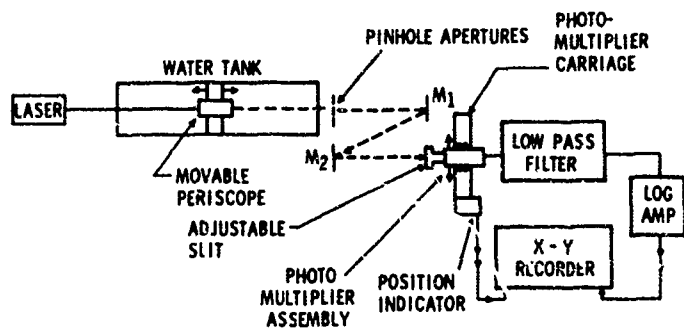 PHOTO-
MULTIPLIER
CARRIAGE
PINHOLE APERTURES
WATER TANK
LASER
M1
LOW PASS
FILTER
M2
MOVABLE
PERISCOPE
LOG
AMP
ADJUSTABLE
SLIT
X - Y
RECORDER
PHOTO
MULTIPLIER
ASSEMBLY
POSITION
INDICATOR